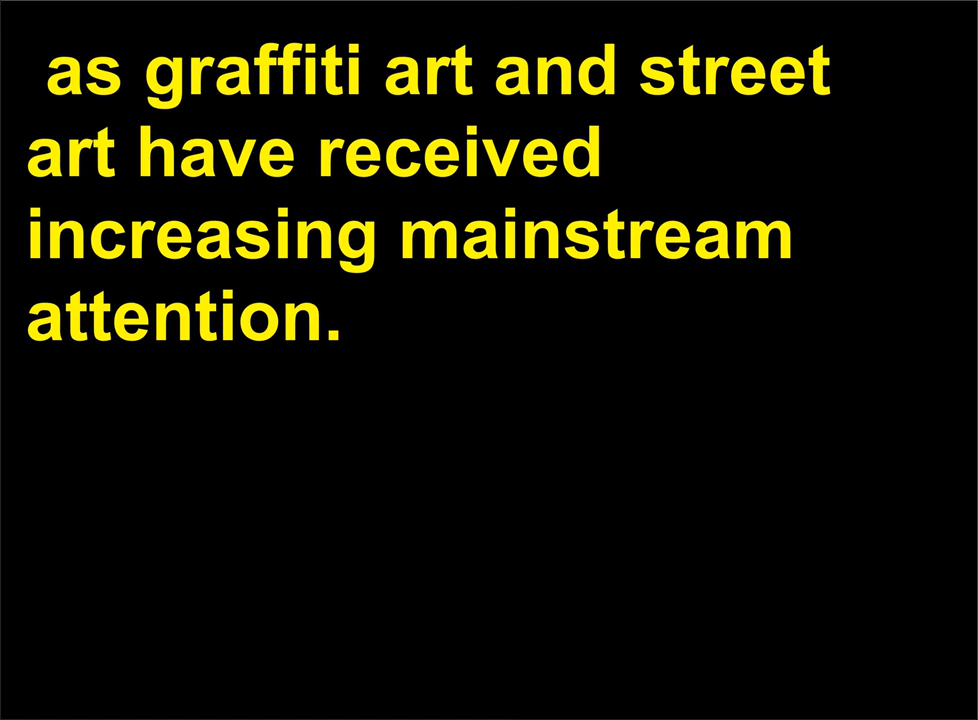 as graffiti art and street
art have received
increasing mainstream
attention.